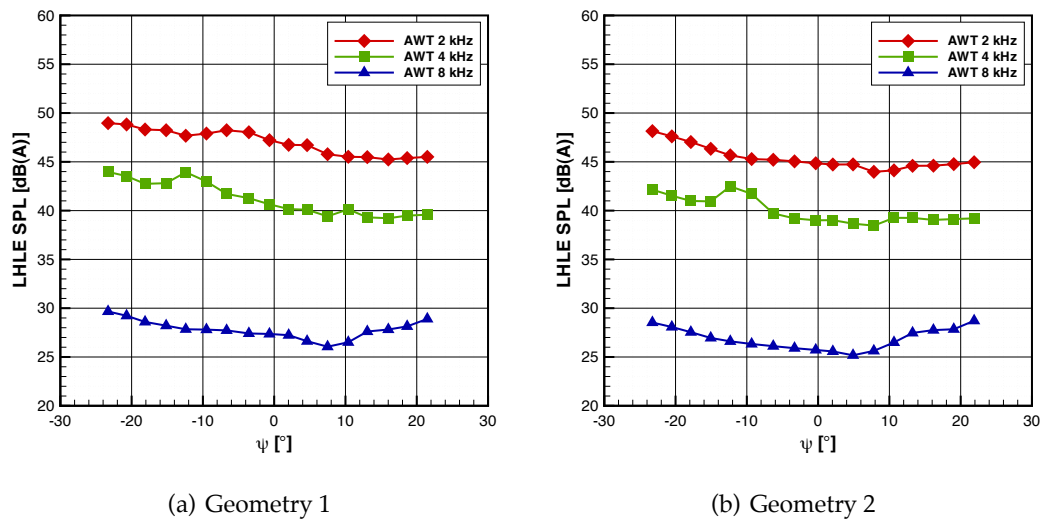 60
55
50
45
40
35
30
25
20
LHLE SPL [dB(A)]
-30 -20 -10 0 10 20 30
ψ [°]
AWT 2 kHz
AWT 4 kHz
AWT 8 kHz
(a) Geometry 1
60
55
50
45
40
35
30
25
20
LHLE SPL [dB(A)]
-30 -20 -10 0 10 20 30
ψ [°]
AWT 2 kHz
AWT 4 kHz
AWT 8 kHz
(b) Geometry 2